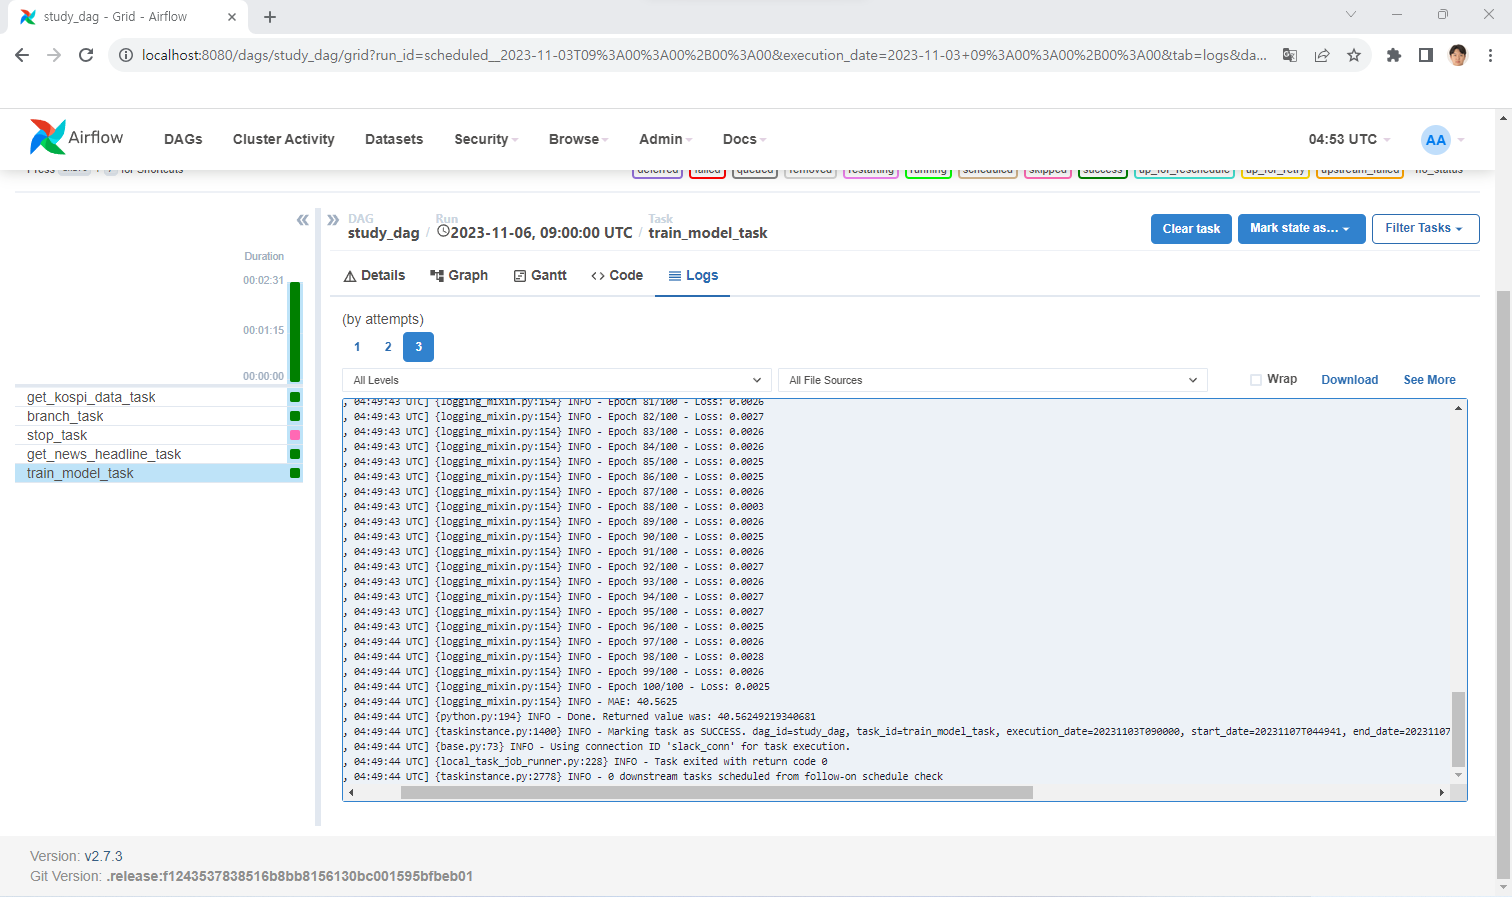 study_dag - Grid - Airflow
localhost:8080/dags/study_dag/grid?run_id=scheduled__2023-11-03T09%3A00%3A00%2B00%3A00&execution_date=2023-11-03+09%3A00%3A00%2B00%3A00&tab=logs&da...
Airflow DAGs Cluster Activity Datasets Security Browse Admin Docs 04:53 UTC AA
Press for Shortcuts deferred failed queued removed restarting running scheduled skipped success up_for_reschedule up_for_retry upstream_failed no_status
DAG Run Task
study_dag / 2023-11-06, 09:00:00 UTC / train_model_task
Clear task Mark state as... Filter Tasks
Duration
00:02:31
00:01:15
00:00:00
get_kospi_data_task
branch_task
stop_task
get_news_headline_task
train_model_task
Details Graph Gantt Code Logs
(by attempts)
1 2 3
All Levels All File Sources Wrap Download See More
, 04:49:43 UTC] {logging_mixin.py:154} INFO - Epoch 81/100 - Loss: 0.0026
, 04:49:43 UTC] {logging_mixin.py:154} INFO - Epoch 82/100 - Loss: 0.0027
, 04:49:43 UTC] {logging_mixin.py:154} INFO - Epoch 83/100 - Loss: 0.0026
, 04:49:43 UTC] {logging_mixin.py:154} INFO - Epoch 84/100 - Loss: 0.0026
, 04:49:43 UTC] {logging_mixin.py:154} INFO - Epoch 85/100 - Loss: 0.0025
, 04:49:43 UTC] {logging_mixin.py:154} INFO - Epoch 86/100 - Loss: 0.0025
, 04:49:43 UTC] {logging_mixin.py:154} INFO - Epoch 87/100 - Loss: 0.0026
, 04:49:43 UTC] {logging_mixin.py:154} INFO - Epoch 88/100 - Loss: 0.0003
, 04:49:43 UTC] {logging_mixin.py:154} INFO - Epoch 89/100 - Loss: 0.0026
, 04:49:43 UTC] {logging_mixin.py:154} INFO - Epoch 90/100 - Loss: 0.0025
, 04:49:43 UTC] {logging_mixin.py:154} INFO - Epoch 91/100 - Loss: 0.0026
, 04:49:43 UTC] {logging_mixin.py:154} INFO - Epoch 92/100 - Loss: 0.0027
, 04:49:43 UTC] {logging_mixin.py:154} INFO - Epoch 93/100 - Loss: 0.0026
, 04:49:43 UTC] {logging_mixin.py:154} INFO - Epoch 94/100 - Loss: 0.0027
, 04:49:43 UTC] {logging_mixin.py:154} INFO - Epoch 95/100 - Loss: 0.0027
, 04:49:43 UTC] {logging_mixin.py:154} INFO - Epoch 96/100 - Loss: 0.0025
, 04:49:44 UTC] {logging_mixin.py:154} INFO - Epoch 97/100 - Loss: 0.0026
, 04:49:44 UTC] {logging_mixin.py:154} INFO - Epoch 98/100 - Loss: 0.0028
, 04:49:44 UTC] {logging_mixin.py:154} INFO - Epoch 99/100 - Loss: 0.0026
, 04:49:44 UTC] {logging_mixin.py:154} INFO - Epoch 100/100 - Loss: 0.0025
, 04:49:44 UTC] {logging_mixin.py:154} INFO - MAE: 40.5625
, 04:49:44 UTC] {python.py:194} INFO - Done. Returned value was: 40.56249219340681
, 04:49:44 UTC] {taskinstance.py:1400} INFO - Marking task as SUCCESS. dag_id=study_dag, task_id=train_model_task, execution_date=20231103T090000, start_date=20231107T044941, end_date=20231107
, 04:49:44 UTC] {base.py:73} INFO - Using connection ID 'slack_conn' for task execution.
, 04:49:44 UTC] {local_task_job_runner.py:228} INFO - Task exited with return code 0
, 04:49:44 UTC] {taskinstance.py:2778} INFO - 0 downstream tasks scheduled from follow-on schedule check
Version: v2.7.3
Git Version: .release:f1243537838516b8bb8156130bc001595bfbeb01